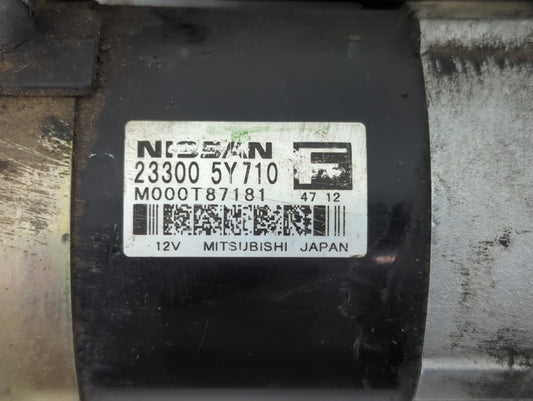 NISSAN F
23300 5Y710
M000T87181 47 12
12V MITSUBISHI JAPAN